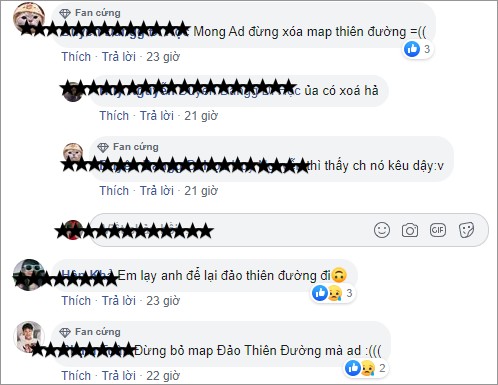 Fan cứng
Mong Ad đừng xóa map thiên đường =((
3
Thích · Trả lời · 23 giờ
ủa có xoá hả
Thích · Trả lời · 21 giờ
Fan cứng
thì thấy ch nó kêu dậy:v
Thích · Trả lời · 21 giờ
GIF
Em lạy anh để lại đảo thiên đường đi🙃
3
Thích · Trả lời · 23 giờ
Fan cứng
Đừng bỏ map Đảo Thiên Đường mà ad :(((
2
Thích · Trả lời · 22 giờ